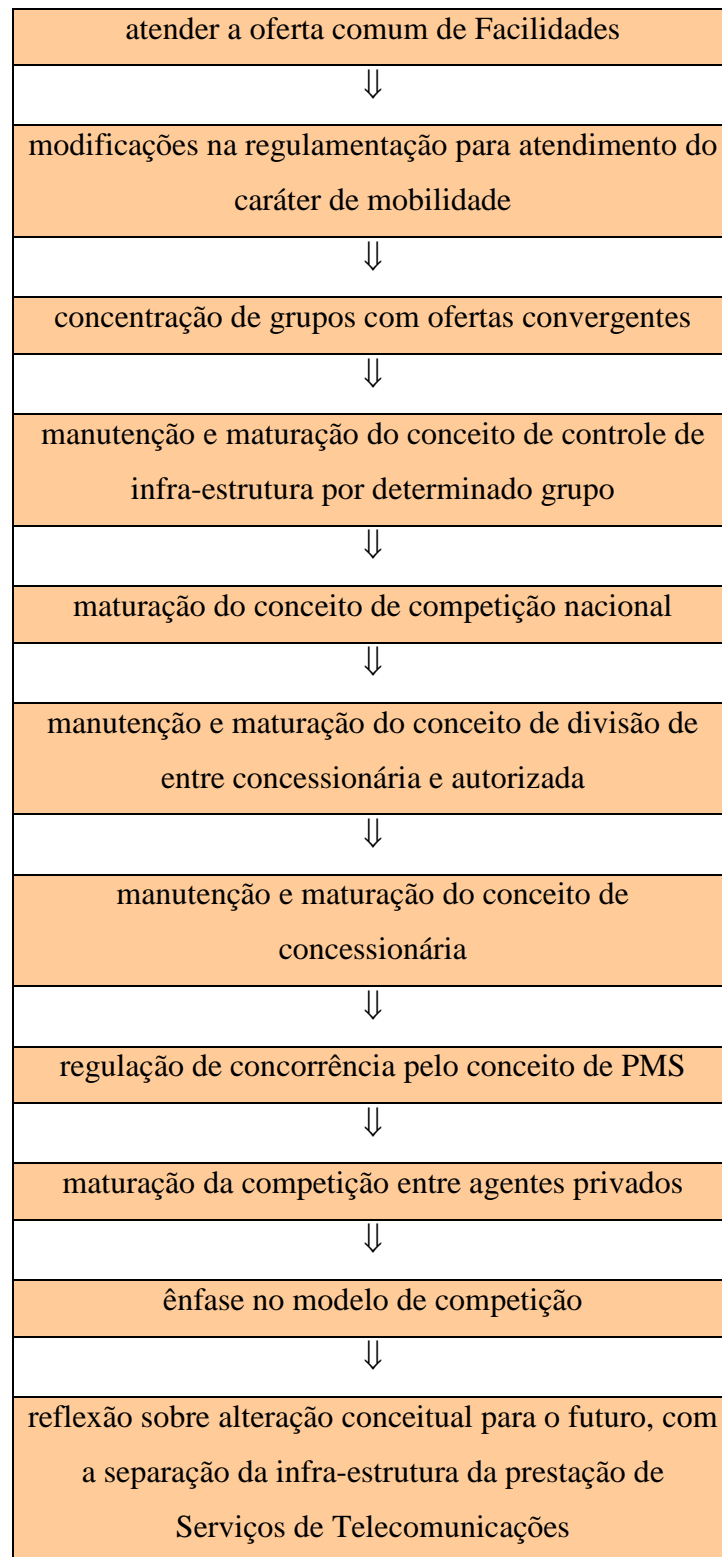 atender a oferta comum de Facilidades
⇓
modificações na regulamentação para atendimento do
caráter de mobilidade
⇓
concentração de grupos com ofertas convergentes
⇓
manutenção e maturação do conceito de controle de
infra-estrutura por determinado grupo
⇓
maturação do conceito de competição nacional
⇓
manutenção e maturação do conceito de divisão de
entre concessionária e autorizada
⇓
manutenção e maturação do conceito de
concessionária
⇓
regulação de concorrência pelo conceito de PMS
⇓
maturação da competição entre agentes privados
⇓
ênfase no modelo de competição
⇓
reflexão sobre alteração conceitual para o futuro, com
a separação da infra-estrutura da prestação de
Serviços de Telecomunicações